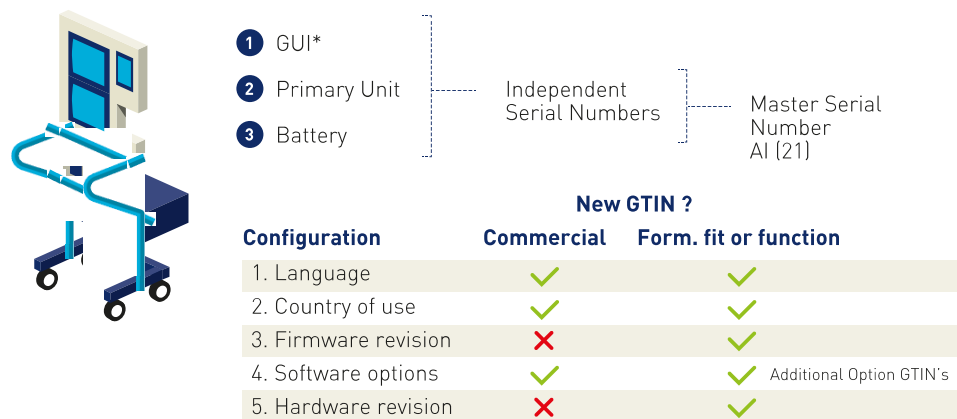 1 GUI*
2 Primary Unit
3 Battery
Independent
Serial Numbers
Master Serial
Number
AI (21)
New GTIN ?
Configuration Commercial Form. fit or function
1. Language
2. Country of use
3. Firmware revision
4. Software options Additional Option GTIN's
5. Hardware revision